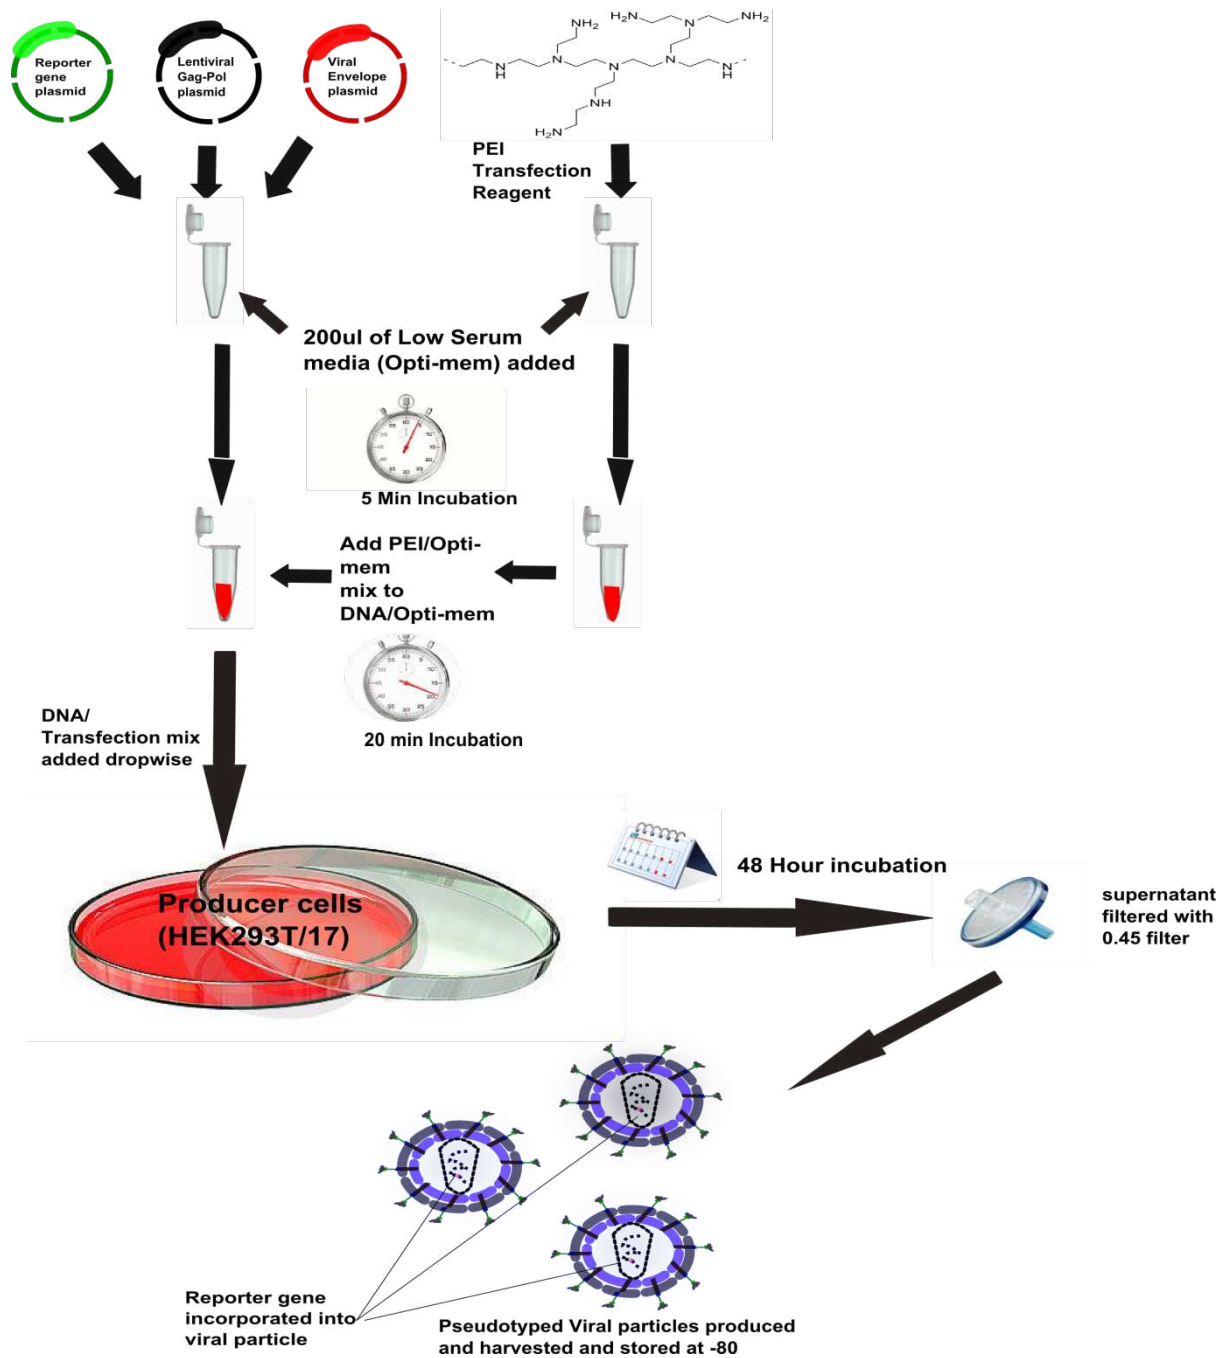 Reporter
gene
plasmid
Lentiviral
Gag-Pol
plasmid
Viral
Envelope
plasmid
NH₂
H₂N
NH₂
N
N
N
H
N
N
N
H
NH
H₂N
PEI
Transfection
Reagent
200ul of Low Serum
media (Opti-mem) added
5 Min Incubation
Add PEI/Opti-
mem
mix to
DNA/Opti-mem
20 min Incubation
DNA/
Transfection mix
added dropwise
Producer cells
(HEK293T/17)
48 Hour incubation
supernatant
filtered with
0.45 filter
Reporter gene
incorporated into
viral particle
Pseudotyped Viral particles produced
and harvested and stored at -80